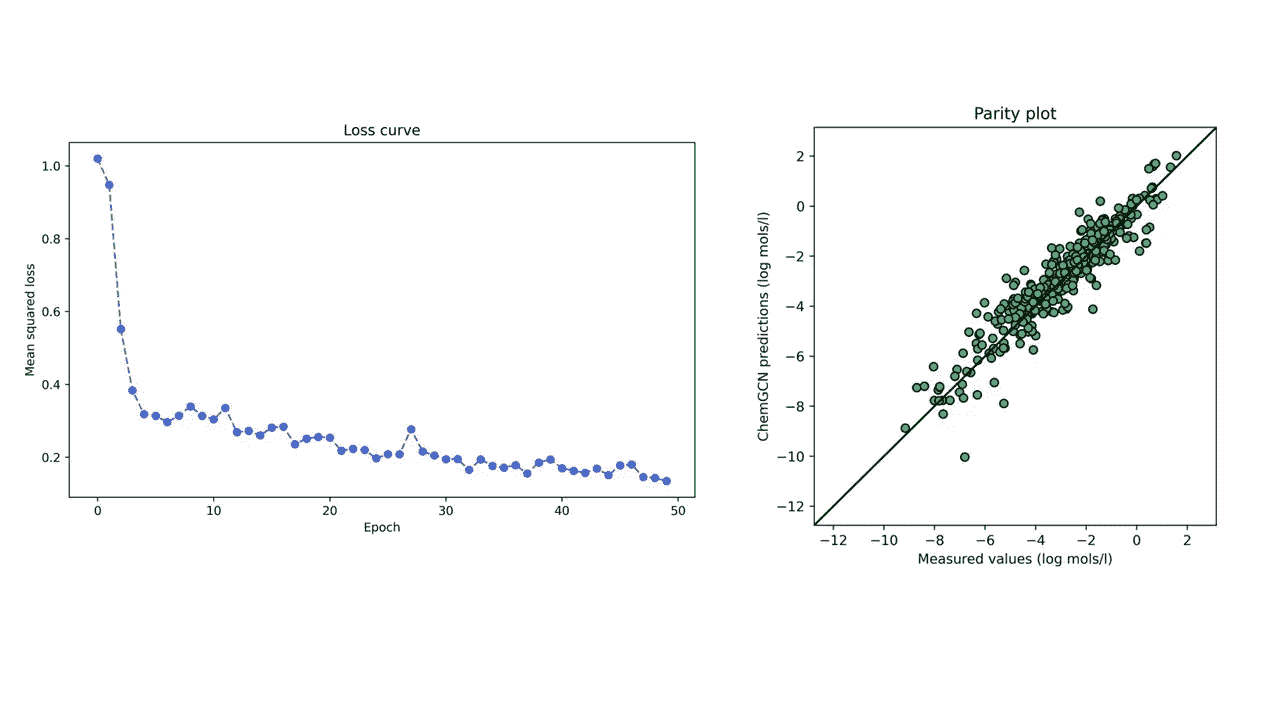 Loss curve
1.0
0.8
0.6
0.4
0.2
Mean squared loss
0 10 20 30 40 50
Epoch
Parity plot
2
0
−2
−4
−6
−8
−10
−12
ChemGCN predictions (log mols/l)
−12 −10 −8 −6 −4 −2 0 2
Measured values (log mols/l)